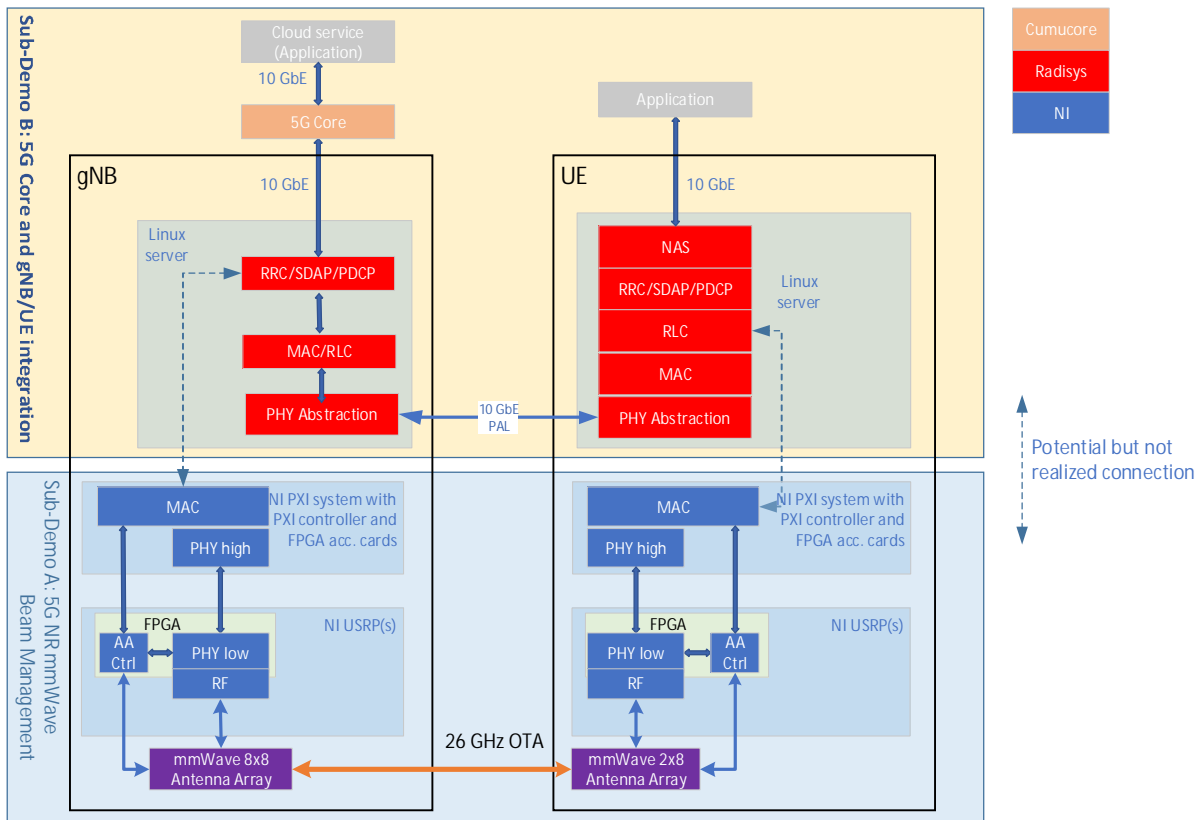 Sub-Demo B: 5G Core and gNB/UE
integration
Cloud service
(Application)
10 GbE
5G Core
Application
gNB
10 GbE
UE
10 GbE
Linux
server
RRC/SDAP/PDCP
MAC/RLC
PHY Abstraction
10 GbE
PAL
NAS
RRC/SDAP/PDCP
RLC
MAC
PHY Abstraction
Linux
server
Cumucore
Radisys
NI
Potential but not
realized connection
Sub-Demo A: 5G NR mmWave
Beam Management
MAC
PHY high
NI PXI system with
PXI controller and
FPGA acc. cards
FPGA
NI USRP(s)
AA
Ctrl
PHY low
RF
mmWave 8x8
Antenna Array
26 GHz OTA
MAC
PHY high
NI PXI system with
PXI controller and
FPGA acc. cards
FPGA
NI USRP(s)
PHY low
AA
Ctrl
RF
mmWave 2x8
Antenna Array